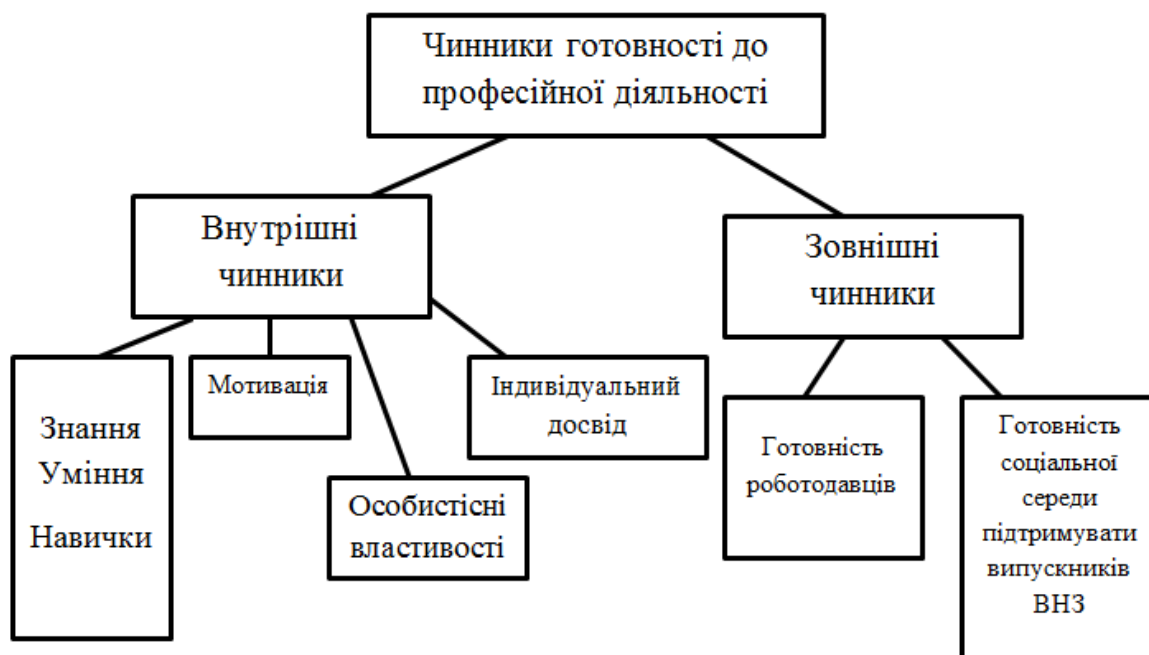 Чинники готовності до
професійної діяльності
Внутрішні
чинники
Зовнішні
чинники
Знання
Уміння
Навички
Мотивація
Особистісні
властивості
Індивідуальний
досвід
Готовність
роботодавців
Готовність
соціальної
середи
підтримувати
випускників
ВНЗ